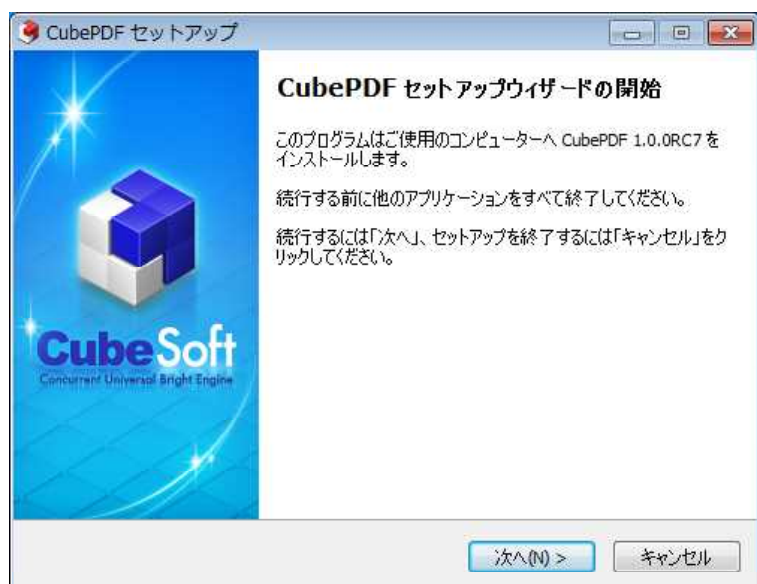 CubePDF セットアップ
CubePDF セットアップウィザードの開始
このプログラムはご使用のコンピューターへ CubePDF 1.0.0RC7 を
インストールします。
続行する前に他のアプリケーションをすべて終了してください。
続行するには「次へ」、セットアップを終了するには「キャンセル」をク
リックしてください。
CubeSoft
Concurrent Universal Bright Engine
次へ(N) >
キャンセル